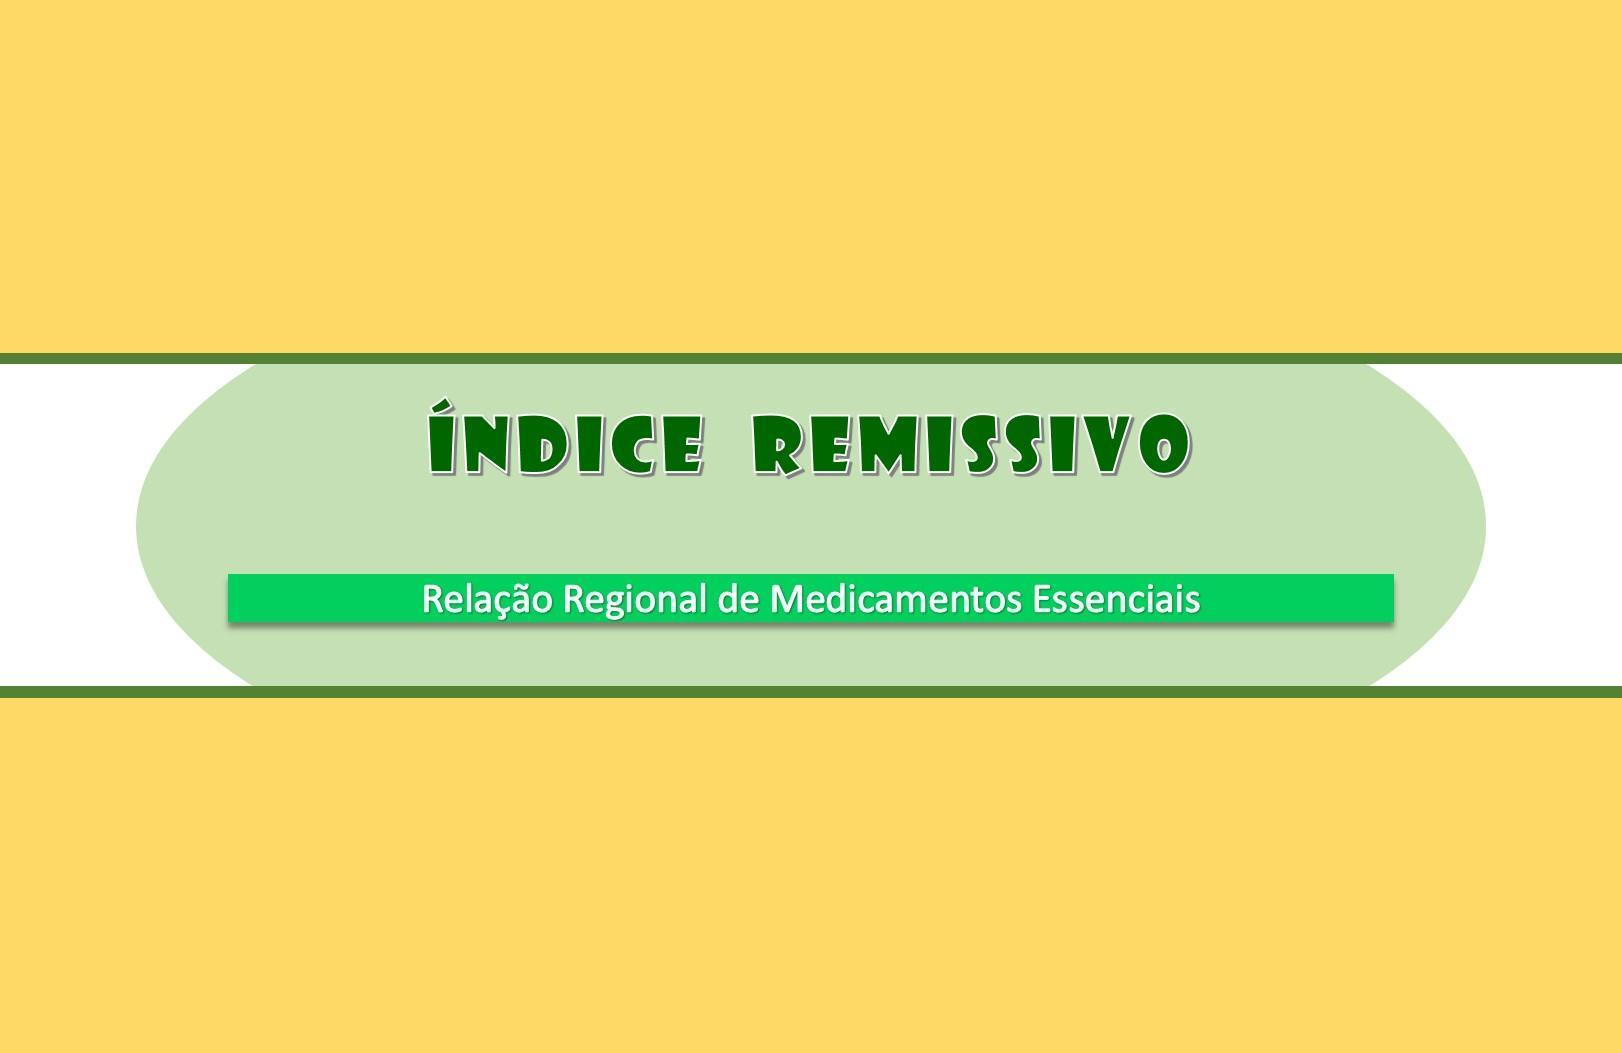 ÍNDICE REMISSIVO
Relação Regional de Medicamentos Essenciais